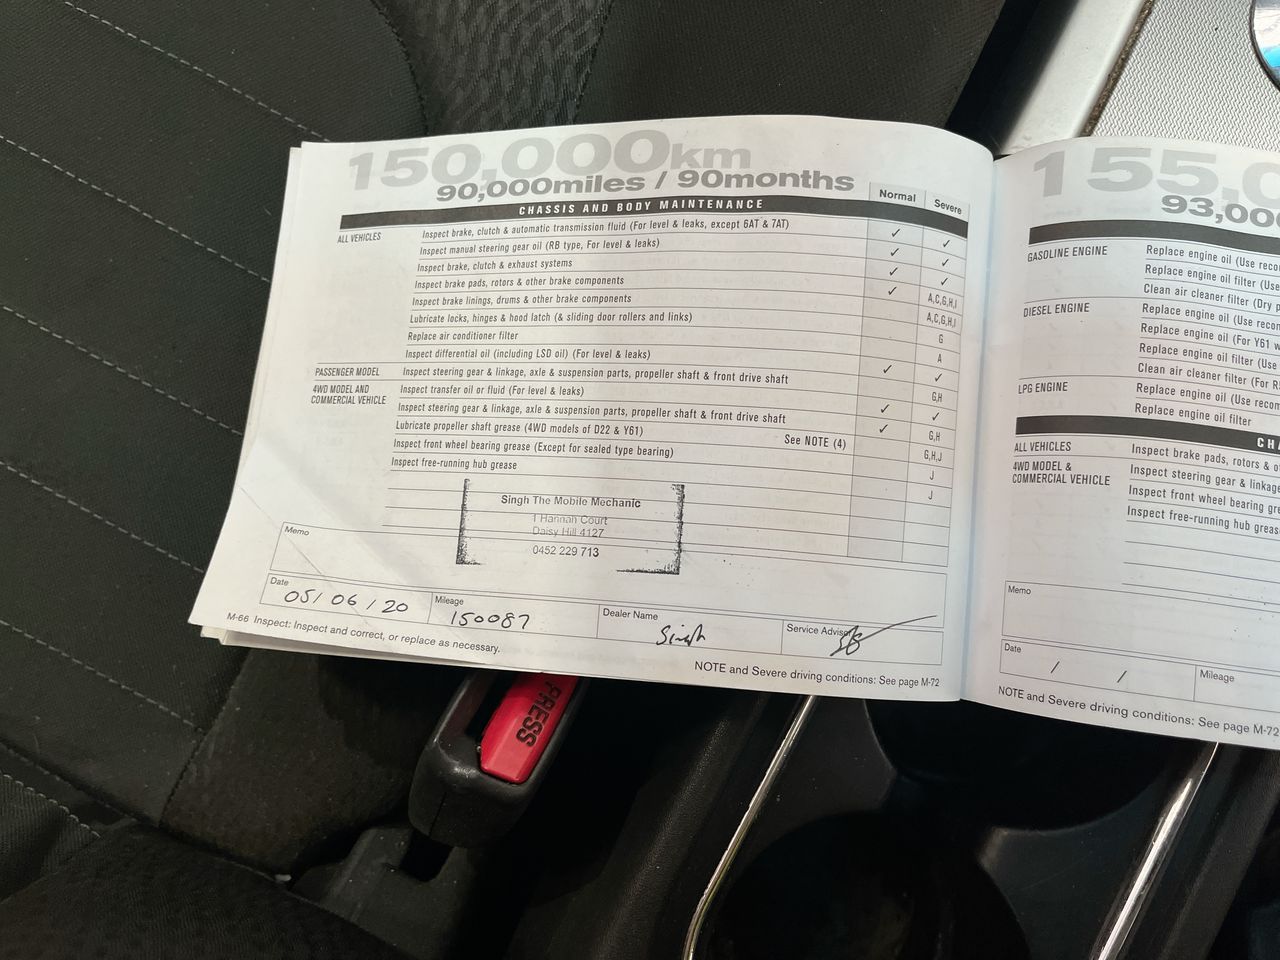 150,000km
90,000miles / 90months
CHASSIS AND BODY MAINTENANCE Normal Severe
ALL VEHICLES Inspect brake, clutch & automatic transmission fluid (For level & leaks, except 6AT & 7AT) ✓ ✓
Inspect manual steering gear oil (RB type, For level & leaks) ✓ ✓
Inspect brake, clutch & exhaust systems ✓ ✓
Inspect brake pads, rotors & other brake components ✓ A,C,G,H,I
Inspect brake linings, drums & other brake components A,C,G,H,I
Lubricate locks, hinges & hood latch (& sliding door rollers and links) G
Replace air conditioner filter A
Inspect differential oil (including LSD oil) (For level & leaks) ✓ ✓
PASSENGER MODEL Inspect steering gear & linkage, axle & suspension parts, propeller shaft & front drive shaft G,H
4WD MODEL AND COMMERCIAL VEHICLE Inspect transfer oil or fluid (For level & leaks) ✓ ✓
Inspect steering gear & linkage, axle & suspension parts, propeller shaft & front drive shaft ✓ G,H
Lubricate propeller shaft grease (4WD models of D22 & Y61) See NOTE (4) G,H,J
Inspect front wheel bearing grease (Except for sealed type bearing) J
Inspect free-running hub grease J
Singh The Mobile Mechanic
1 Hannah Court
Daisy Hill 4127
0452 229 713
Memo
Date 05/06/20 Mileage 150087 Dealer Name Singh Service Advisor
M-66 Inspect: Inspect and correct, or replace as necessary.
NOTE and Severe driving conditions: See page M-72
155,0
93,000
GASOLINE ENGINE Replace engine oil (Use reco
Replace engine oil filter (Use
Clean air cleaner filter (Dry p
DIESEL ENGINE Replace engine oil (Use recon
Replace engine oil (For Y61 w
Replace engine oil filter (Use
Clean air cleaner filter (For R
LPG ENGINE Replace engine oil (Use recom
Replace engine oil filter
CHA
ALL VEHICLES Inspect brake pads, rotors & o
4WD MODEL & COMMERCIAL VEHICLE Inspect steering gear & linkage
Inspect front wheel bearing gre
Inspect free-running hub grease
Memo
Date / / Mileage
NOTE and Severe driving conditions: See page M-72
PRESS